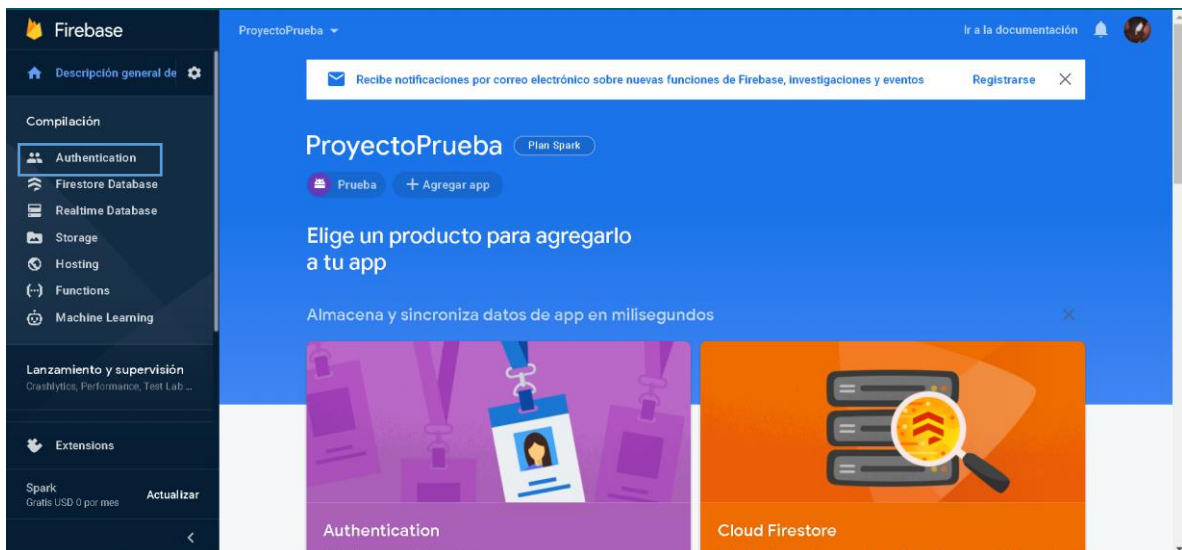 Firebase
Descripción general de
Compilación
Authentication
Firestore Database
Realtime Database
Storage
Hosting
Functions
Machine Learning
Lanzamiento y supervisión
Crashlytics, Performance, Test Lab ...
Extensions
Spark
Gratis USD 0 por mes
Actualizar
ProyectoPrueba
Ir a la documentación
Recibe notificaciones por correo electrónico sobre nuevas funciones de Firebase, investigaciones y eventos
Registrarse
ProyectoPrueba
Plan Spark
Prueba
+ Agregar app
Elige un producto para agregarlo
a tu app
Almacena y sincroniza datos de app en milisegundos
Authentication
Cloud Firestore